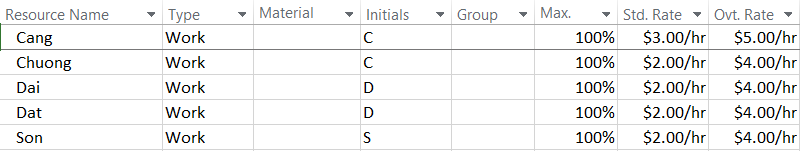 Resource Name Type Material Initials Group Max. Std. Rate Ovt. Rate
Cang Work C 100% $3.00/hr $5.00/hr
Chuong Work C 100% $2.00/hr $4.00/hr
Dai Work D 100% $2.00/hr $4.00/hr
Dat Work D 100% $2.00/hr $4.00/hr
Son Work S 100% $2.00/hr $4.00/hr